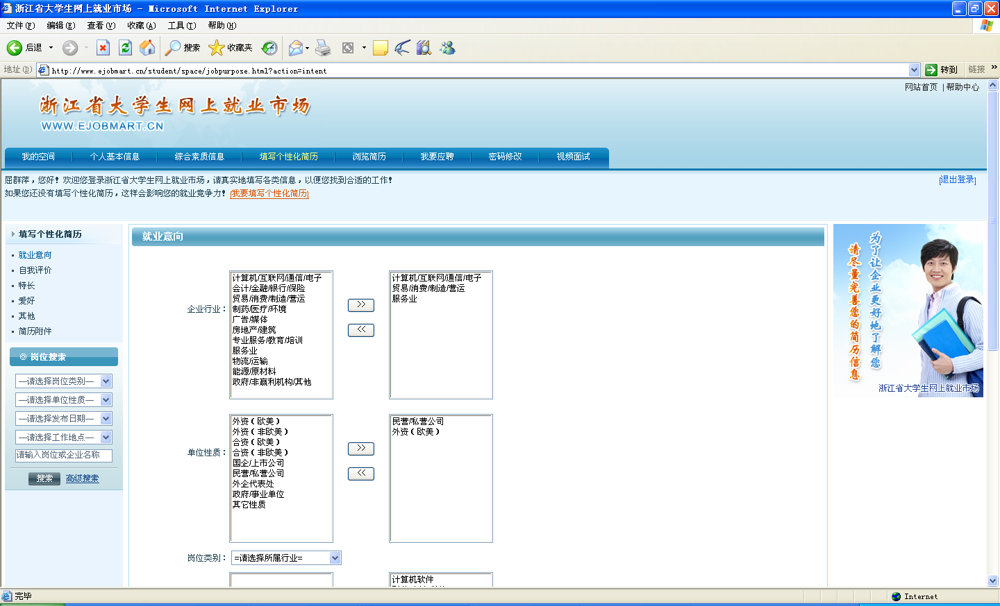 浙江省大学生网上就业市场 - Microsoft Internet Explorer
文件(F) 编辑(E) 查看(V) 收藏(A) 工具(T) 帮助(H)
后退 搜索 收藏夹
地址(D) http://www.ejobmart.cn/student/space/jobpurpose.html?action=intent 转到 链接 »
网站首页 | 帮助中心
浙江省大学生网上就业市场
WWW.EJOBMART.CN
我的空间 个人基本信息 综合素质信息 填写个性化简历 浏览简历 我要应聘 密码修改 视频面试
屈群萍，您好！欢迎您登录浙江省大学生网上就业市场，请真实地填写各类信息，以便您找到合适的工作！ [退出登录]
如果您还没有填写个性化简历，这样会影响您的就业竞争力！ [我要填写个性化简历]
填写个性化简历
就业意向
自我评价
特长
爱好
其他
简历附件
岗位搜索
—请选择岗位类别—
—请选择单位性质—
—请选择发布日期—
—请选择工作地点—
请输入岗位或企业名称
搜索 高级搜索
就业意向
企业行业：
计算机/互联网/通信/电子
会计/金融/银行/保险
贸易/消费/制造/营运
制药/医疗/环境
广告/媒体
房地产/建筑
专业服务/教育/培训
服务业
物流/运输
能源/原材料
政府/非赢利机构/其他
>>
<<
计算机/互联网/通信/电子
贸易/消费/制造/营运
服务业
单位性质：
外资（欧美）
外资（非欧美）
合资（欧美）
合资（非欧美）
国企/上市公司
民营/私营公司
外企代表处
政府/事业单位
其它性质
>>
<<
民营/私营公司
外资（欧美）
岗位类别： =请选择所属行业=
计算机软件
为了让企业更好地了解您
请尽量完善您的简历信息
浙江省大学生网上就业市场
完毕 Internet